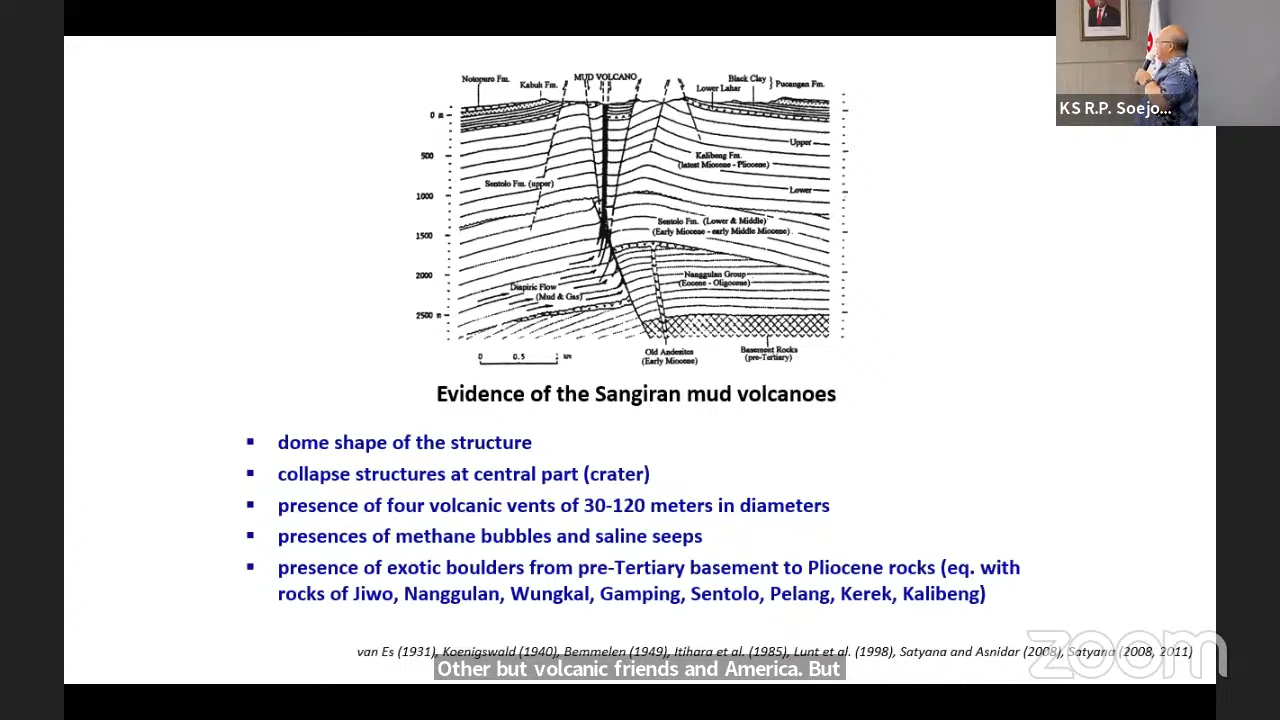 Notopuro Fm.
Kabuh Fm.
MUD VOLCANO
Black Clay
Lower Lahar
Pucangan Fm.
0 m
500
1000
1500
2000
2500 m
Upper
Kalibeng Fm.
(latest Miocene - Pliocene)
Lower
Sentolo Fm. (upper)
Sentolo Fm. (Lower & Middle)
(Early Miocene - early Middle Miocene)
Nanggulan Group
(Eocene - Oligocene)
Diapiric Flow
(Mud & Gas)
Old Andesites
(Early Miocene)
Basement Rocks
(pre-Tertiary)
0 0.5 1 km
KS R.P. Soejo...
Evidence of the Sangiran mud volcanoes
▪ dome shape of the structure
▪ collapse structures at central part (crater)
▪ presence of four volcanic vents of 30-120 meters in diameters
▪ presences of methane bubbles and saline seeps
▪ presence of exotic boulders from pre-Tertiary basement to Pliocene rocks (eq. with
rocks of Jiwo, Nanggulan, Wungkal, Gamping, Sentolo, Pelang, Kerek, Kalibeng)
van Es (1931), Koenigswald (1940), Bemmelen (1949), Itihara et al. (1985), Lunt et al. (1998), Satyana and Asnidar (2008), Satyana (2008, 2011)
Other but volcanic friends and America. But
zoom